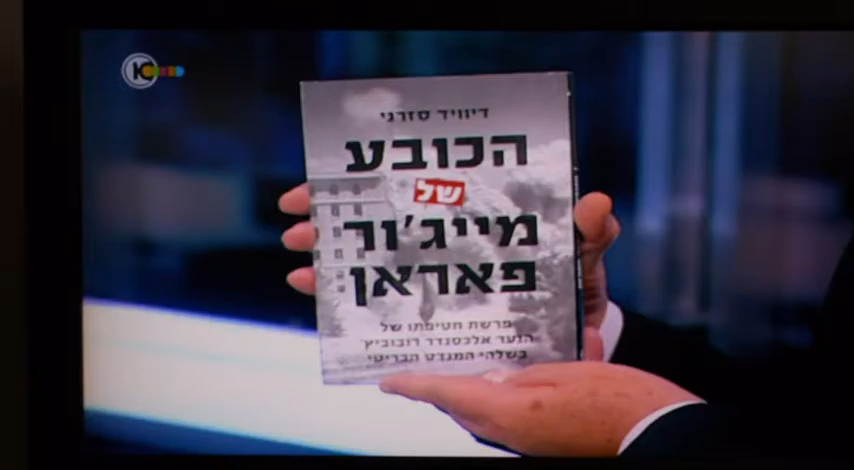 דיוויד סזרני
הכובע
של
מייג'ור
פאראן
פרשת חטיפתו של
הנער אלכסנדר רובוביץ'
בשלהי המנדט הבריטי